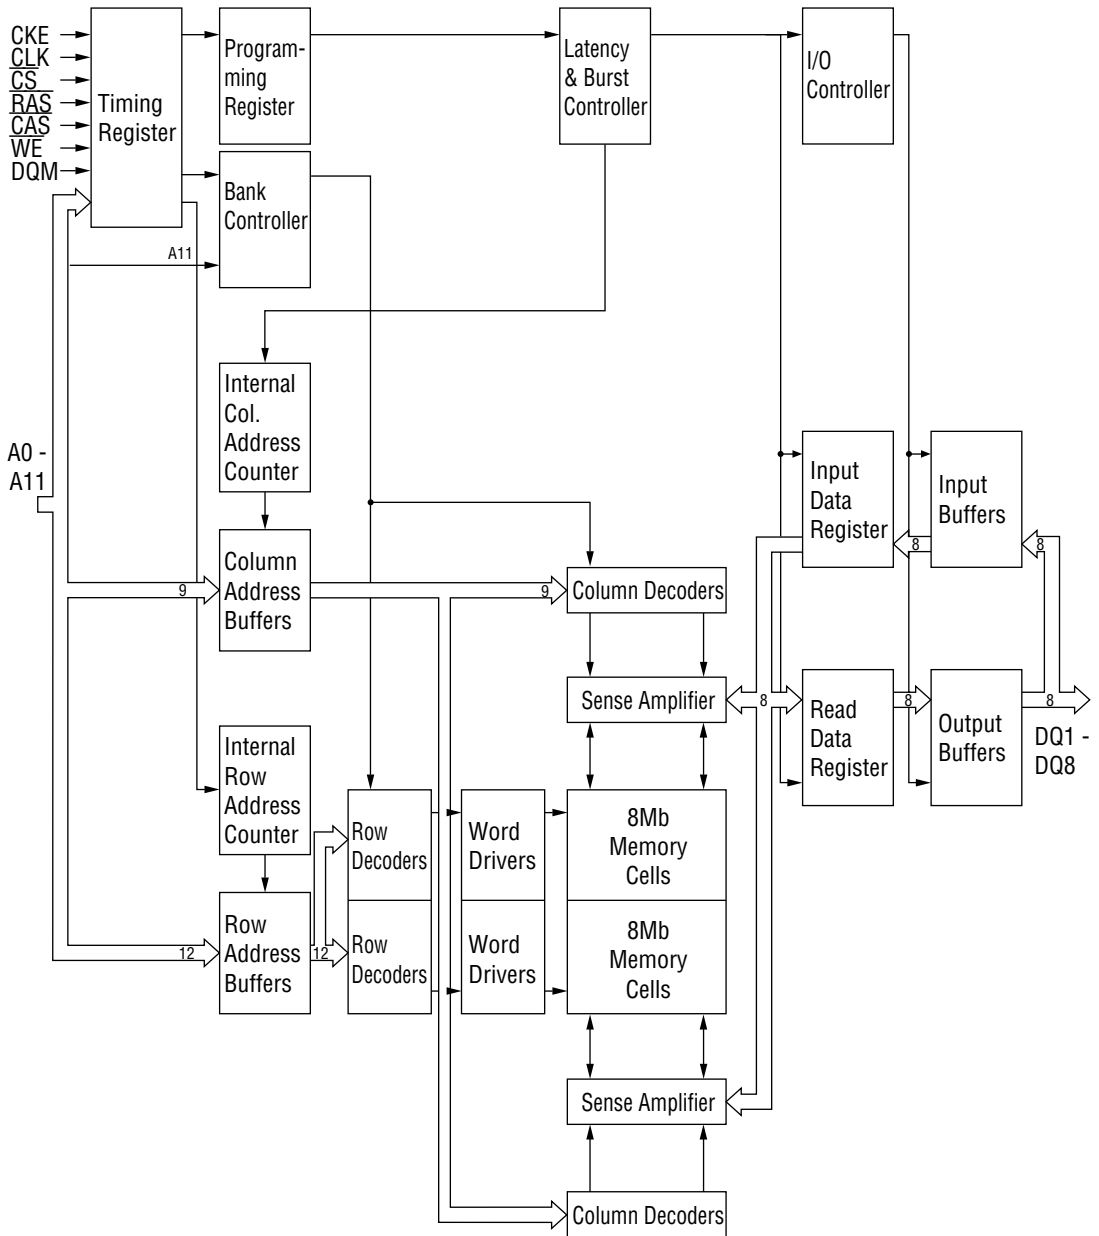 CKE
CLK
CS
RAS
CAS
WE
DQM
Timing
Register
Program-
ming
Register
Latency
& Burst
Controller
I/O
Controller
Bank
Controller
A11
Internal
Col.
Address
Counter
A0 -
A11
Input
Data
Register
8
Input
Buffers
8
9
Column
Address
Buffers
9
Column Decoders
Sense Amplifier
8
Read
Data
Register
8
Output
Buffers
8
DQ1 -
DQ8
Internal
Row
Address
Counter
Row
Decoders
Word
Drivers
8Mb
Memory
Cells
12
Row
Address
Buffers
12
Row
Decoders
Word
Drivers
8Mb
Memory
Cells
Sense Amplifier
Column Decoders